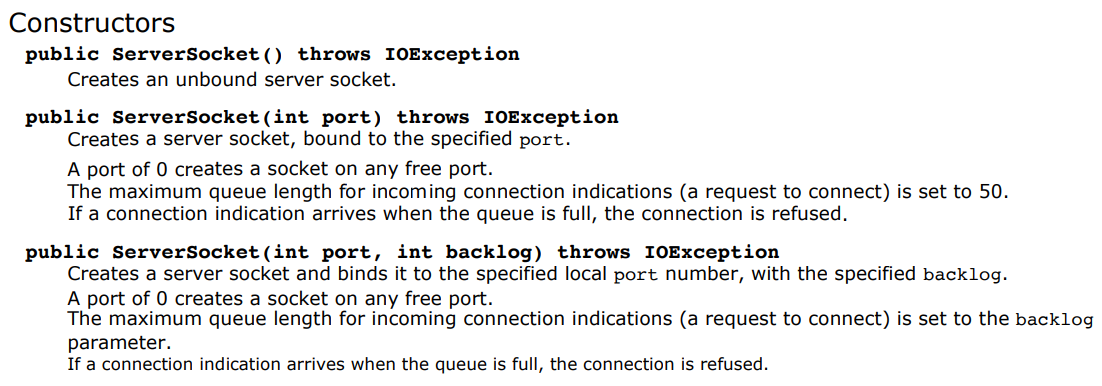 Constructors
public ServerSocket() throws IOException
Creates an unbound server socket.
public ServerSocket(int port) throws IOException
Creates a server socket, bound to the specified port.
A port of 0 creates a socket on any free port.
The maximum queue length for incoming connection indications (a request to connect) is set to 50.
If a connection indication arrives when the queue is full, the connection is refused.
public ServerSocket(int port, int backlog) throws IOException
Creates a server socket and binds it to the specified local port number, with the specified backlog.
A port of 0 creates a socket on any free port.
The maximum queue length for incoming connection indications (a request to connect) is set to the backlog
parameter.
If a connection indication arrives when the queue is full, the connection is refused.